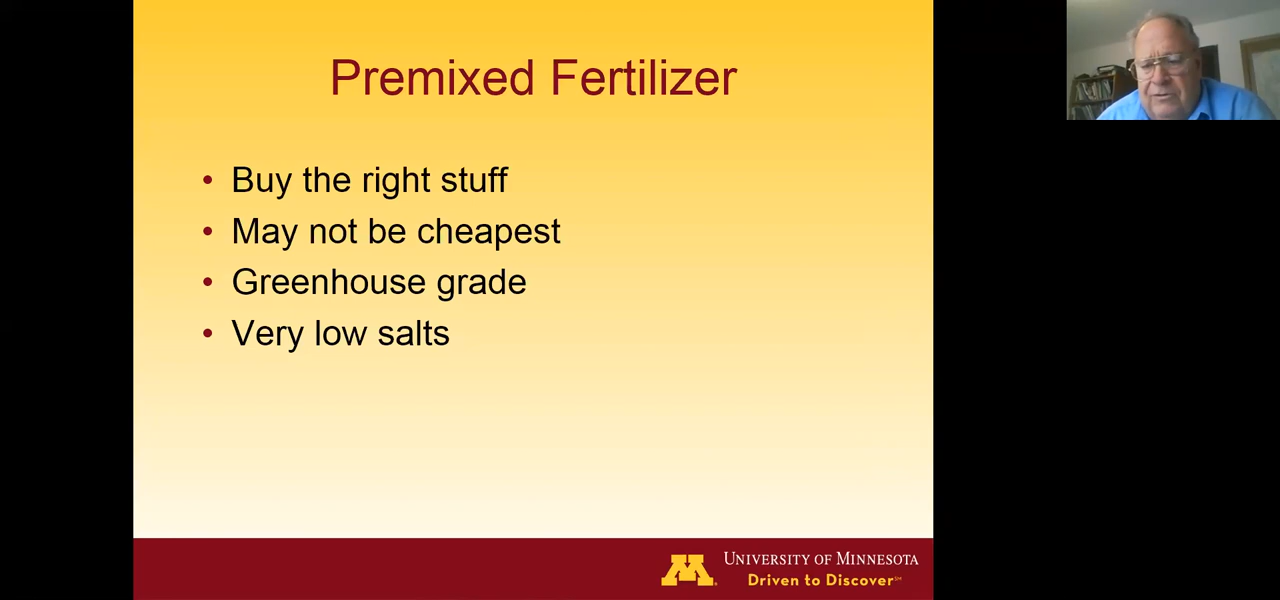 Premixed Fertilizer
• Buy the right stuff
• May not be cheapest
• Greenhouse grade
• Very low salts
M
UNIVERSITY OF MINNESOTA
Driven to Discover℠